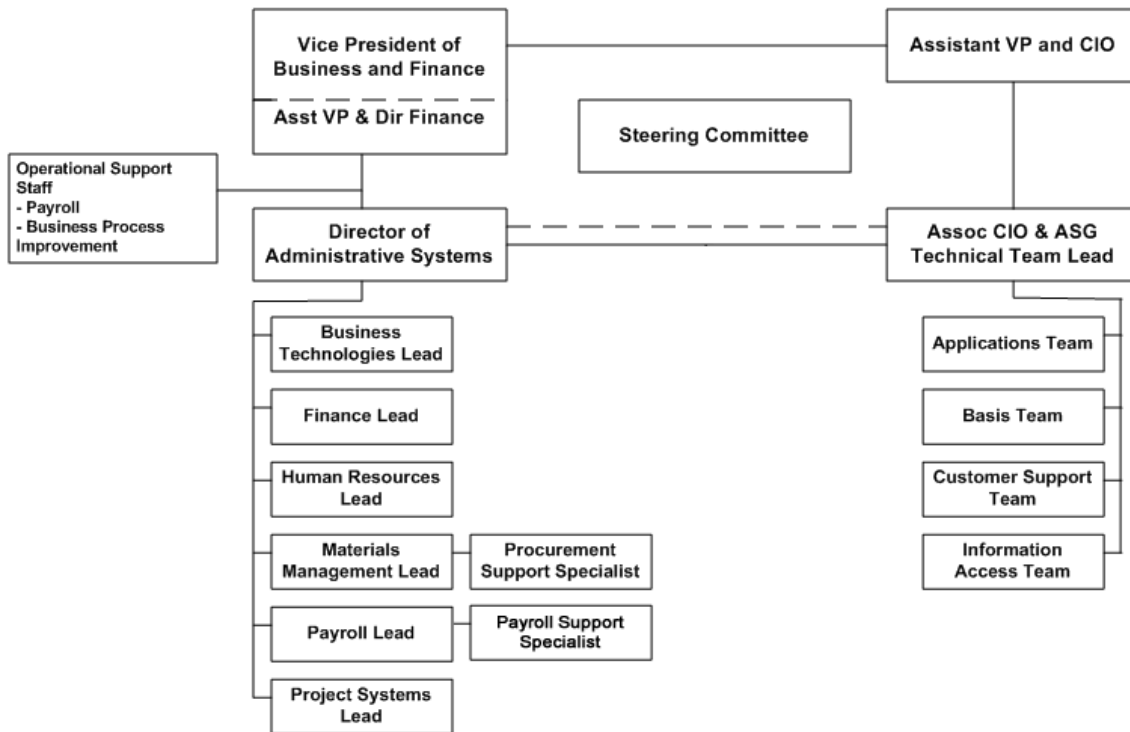 Vice President of
Business and Finance
Asst VP & Dir Finance
Assistant VP and CIO
Steering Committee
Operational Support
Staff
- Payroll
- Business Process
Improvement
Director of
Administrative Systems
Assoc CIO & ASG
Technical Team Lead
Business
Technologies Lead
Finance Lead
Human Resources
Lead
Materials
Management Lead
Procurement
Support Specialist
Payroll Lead
Payroll Support
Specialist
Project Systems
Lead
Applications Team
Basis Team
Customer Support
Team
Information
Access Team